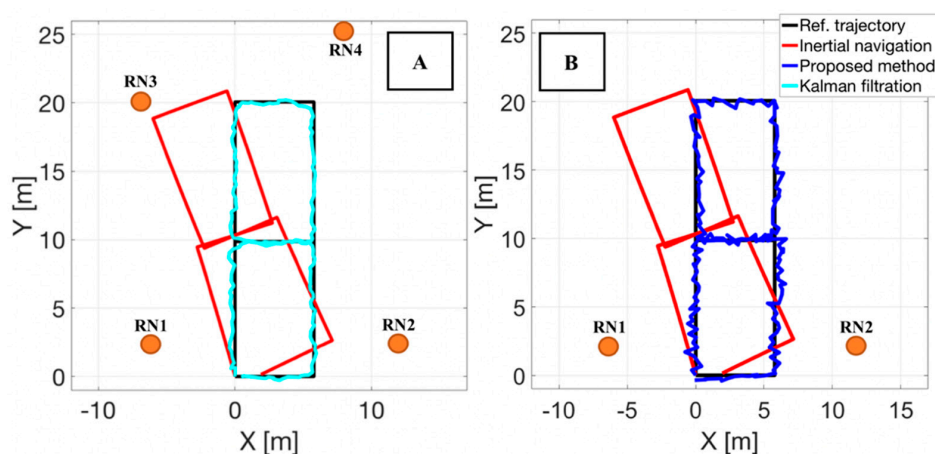 Ref. trajectory
Inertial navigation
Proposed method
Kalman filtration
25
20
15
10
5
0
Y [m]
-10
0
10
X [m]
A
RN4
RN3
RN1
RN2
25
20
15
10
5
0
Y [m]
-10
-5
0
5
10
15
X [m]
B
RN1
RN2